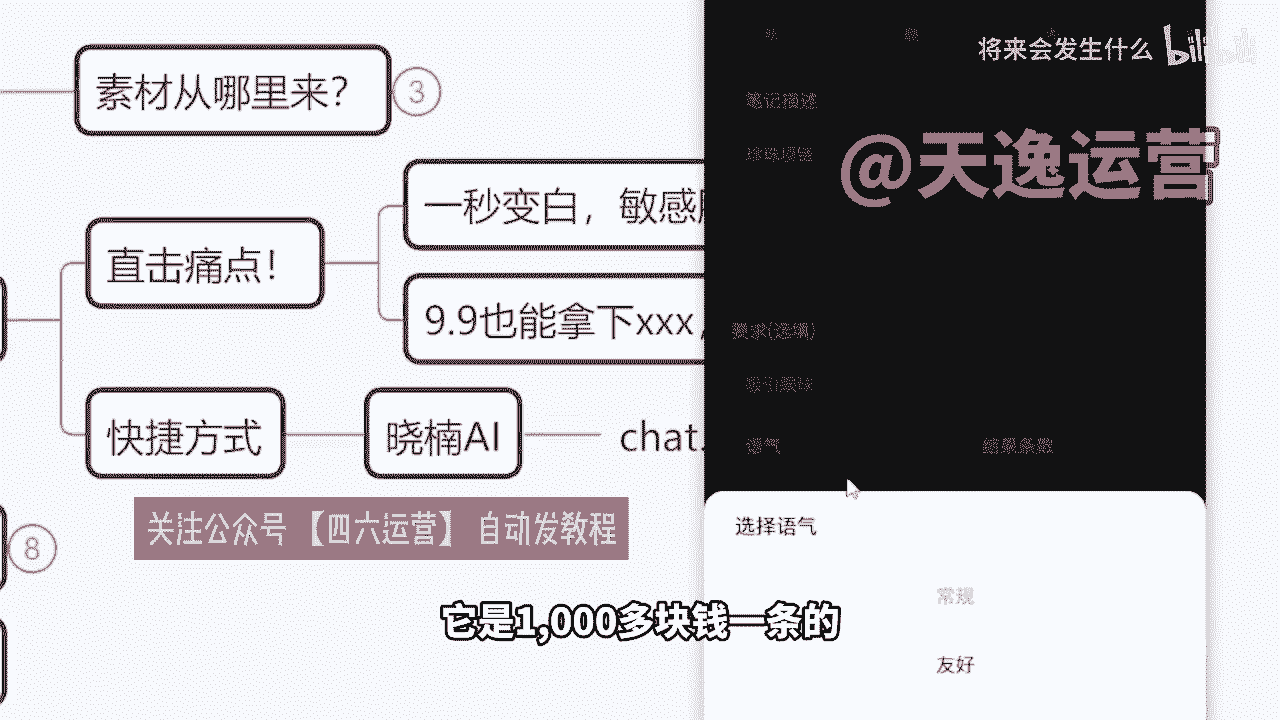 将来会发生什么 bilibili
素材从哪里来？
3
笔记描述
珍珠项链
@天逸运营
一秒变白，敏感
直击痛点！
9.9也能拿下xxx，
要求(选填)
快捷方式
晓楠AI
chat.
语气
结果条数
关注公众号 【四六运营】 自动发教程
选择语气
8
常规
它是1,000多块钱一条的
友好